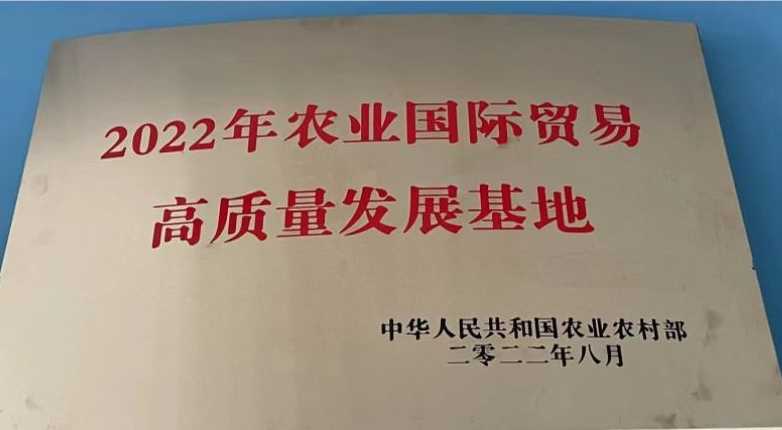 2022年农业国际贸易
高质量发展基地
中华人民共和国农业农村部
二零二二年八月